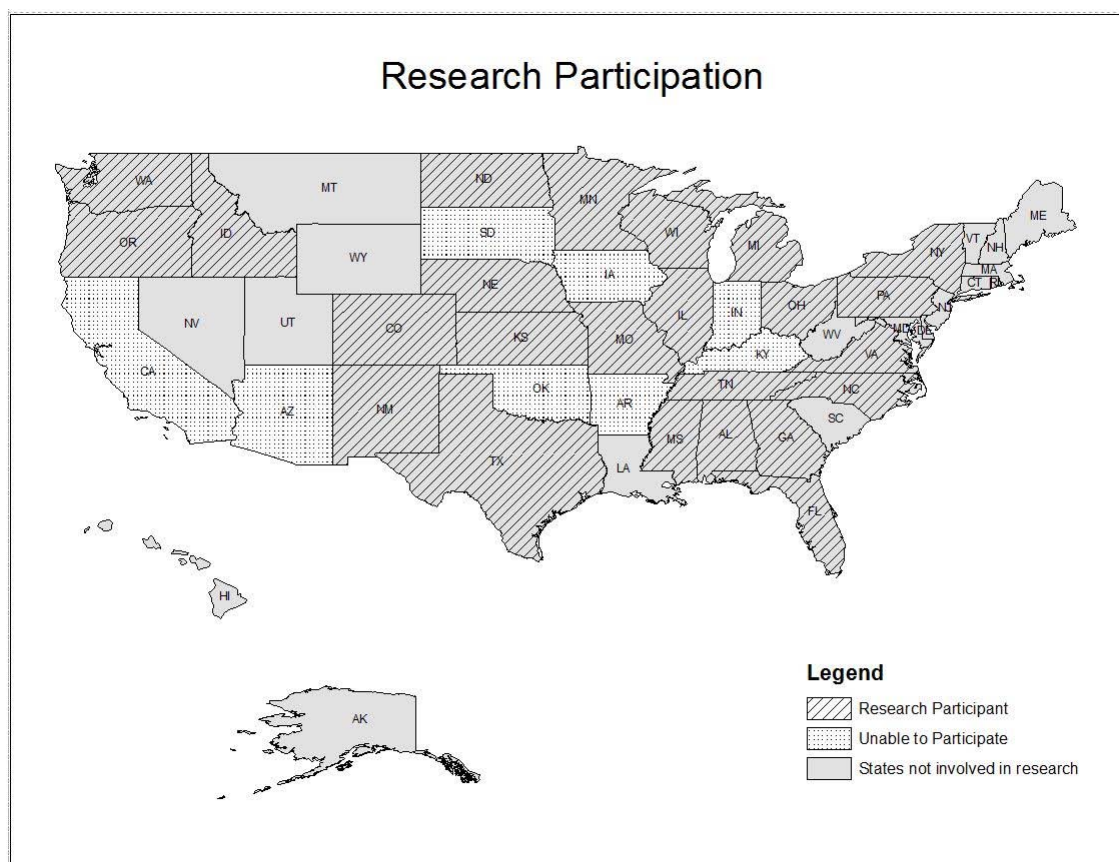 Research Participation
WA
MT
ND
MN
ME
OR
ID
SD
WI
VT
NH
WY
MI
NY
MA
IA
CT
RI
NE
PA
NV
UT
IL
IN
OH
NJ
CO
KS
MO
WV
MD
DE
CA
KY
VA
OK
TN
NC
AZ
NM
AR
SC
MS
AL
GA
TX
LA
FL
HI
AK
Legend
Research Participant
Unable to Participate
States not involved in research